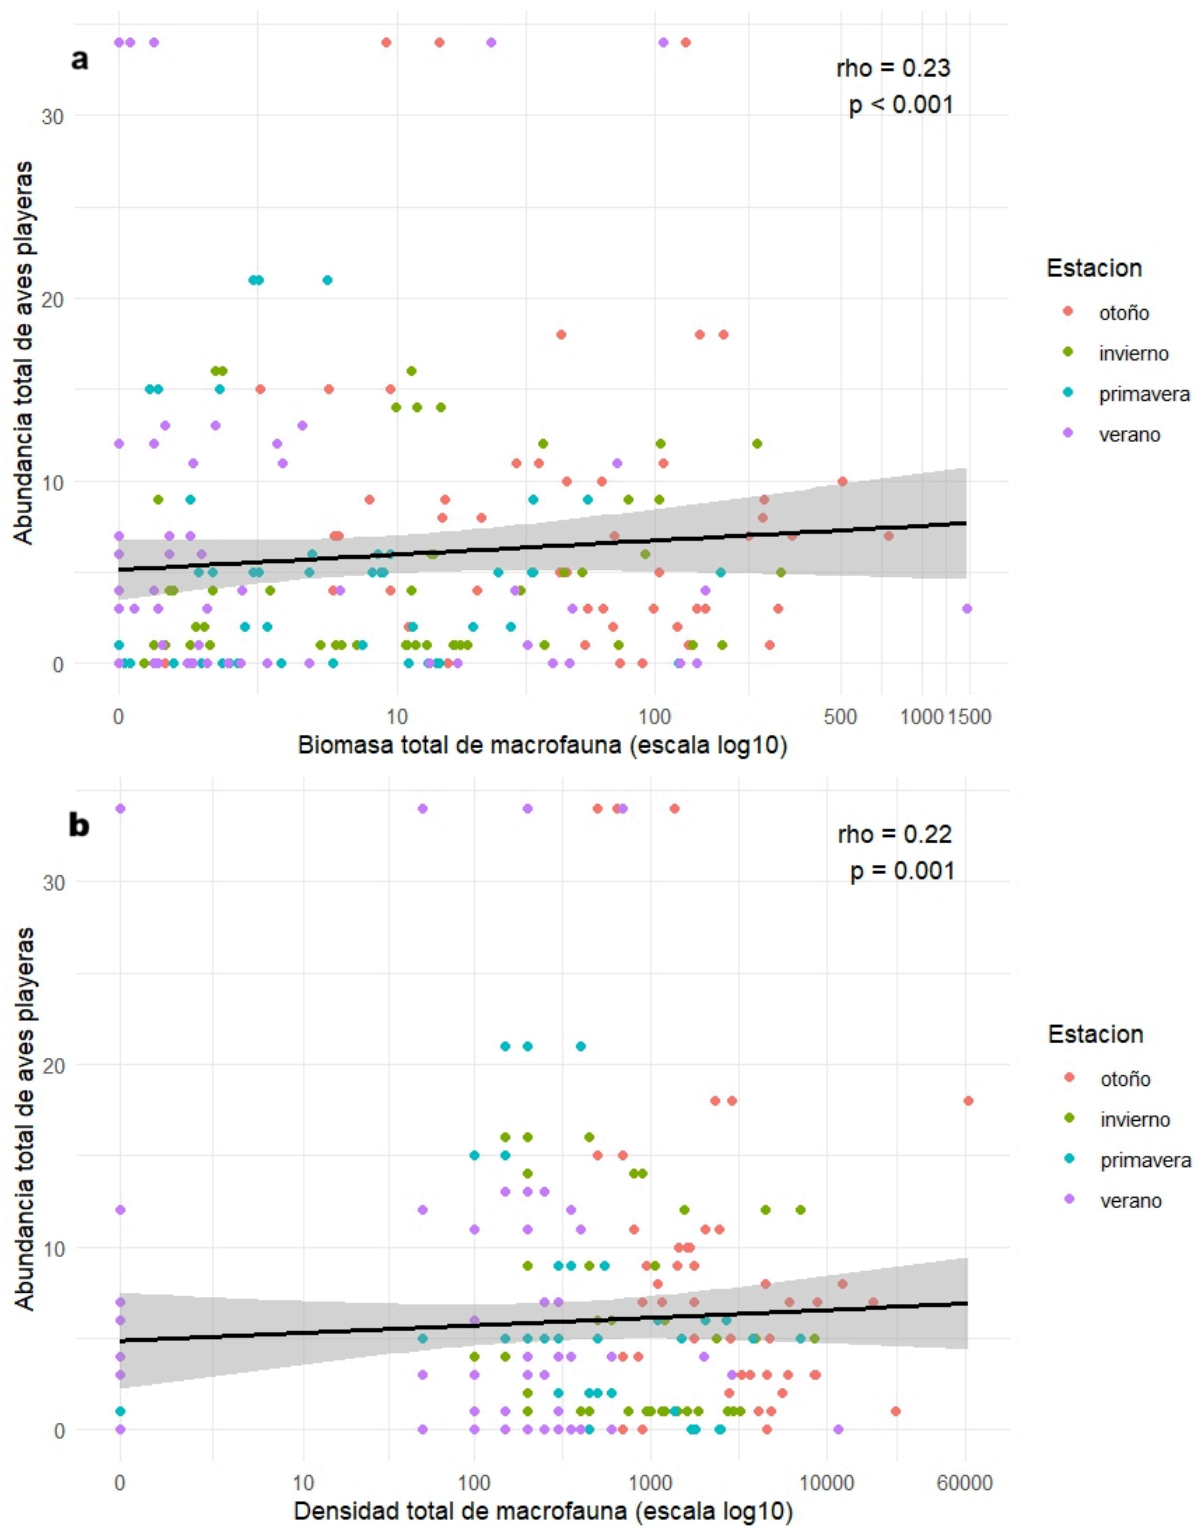 a
rho = 0.23
p < 0.001
30
20
10
0
Abundancia total de aves playeras
0 10 100 500 1000 1500
Biomasa total de macrofauna (escala log10)
Estacion
otoño
invierno
primavera
verano
b
rho = 0.22
p = 0.001
30
20
10
0
Abundancia total de aves playeras
0 10 100 1000 10000 60000
Densidad total de macrofauna (escala log10)
Estacion
otoño
invierno
primavera
verano